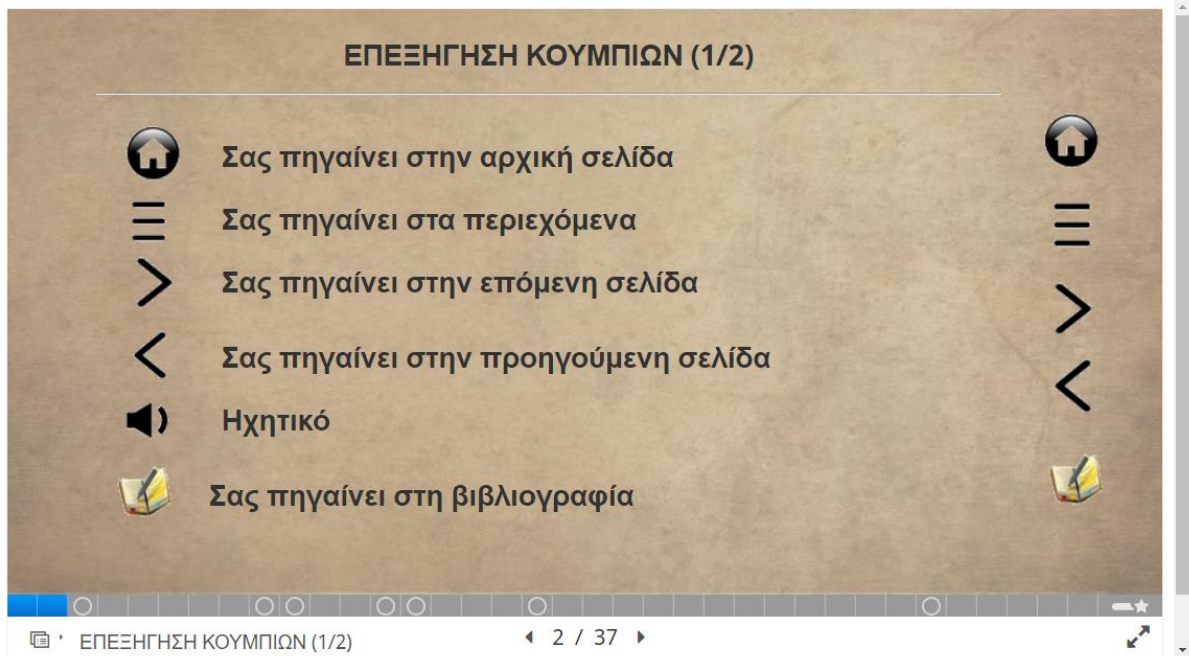 ΕΠΕΞΗΓΗΣΗ ΚΟΥΜΠΙΩΝ (1/2)
Σας πηγαίνει στην αρχική σελίδα
Σας πηγαίνει στα περιεχόμενα
Σας πηγαίνει στην επόμενη σελίδα
Σας πηγαίνει στην προηγούμενη σελίδα
Ηχητικό
Σας πηγαίνει στη βιβλιογραφία
ΕΠΕΞΗΓΗΣΗ ΚΟΥΜΠΙΩΝ (1/2)
2 / 37